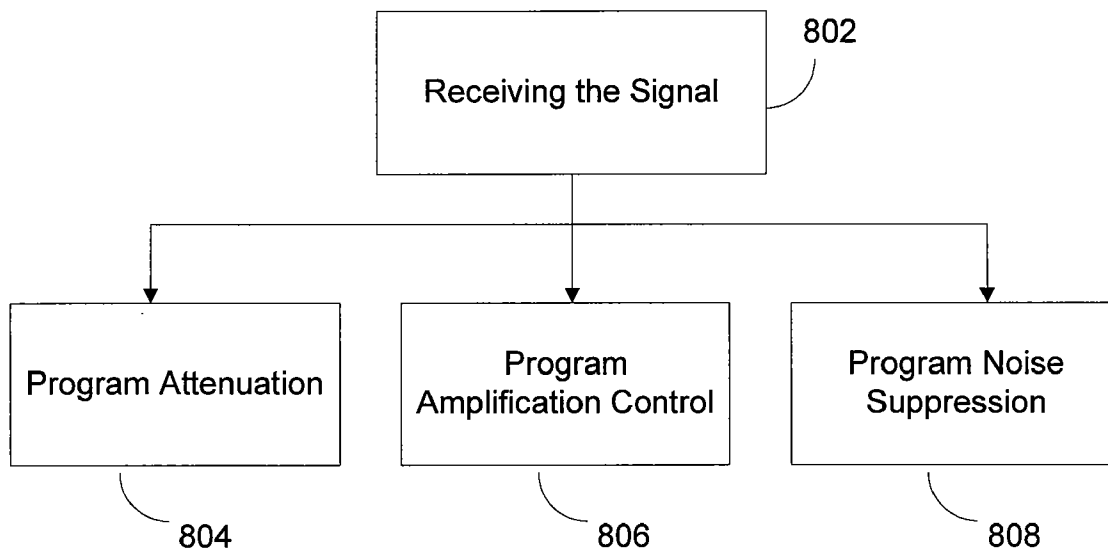 802
Receiving the Signal
Program Attenuation
Program
Amplification Control
Program Noise
Suppression
804
806
808